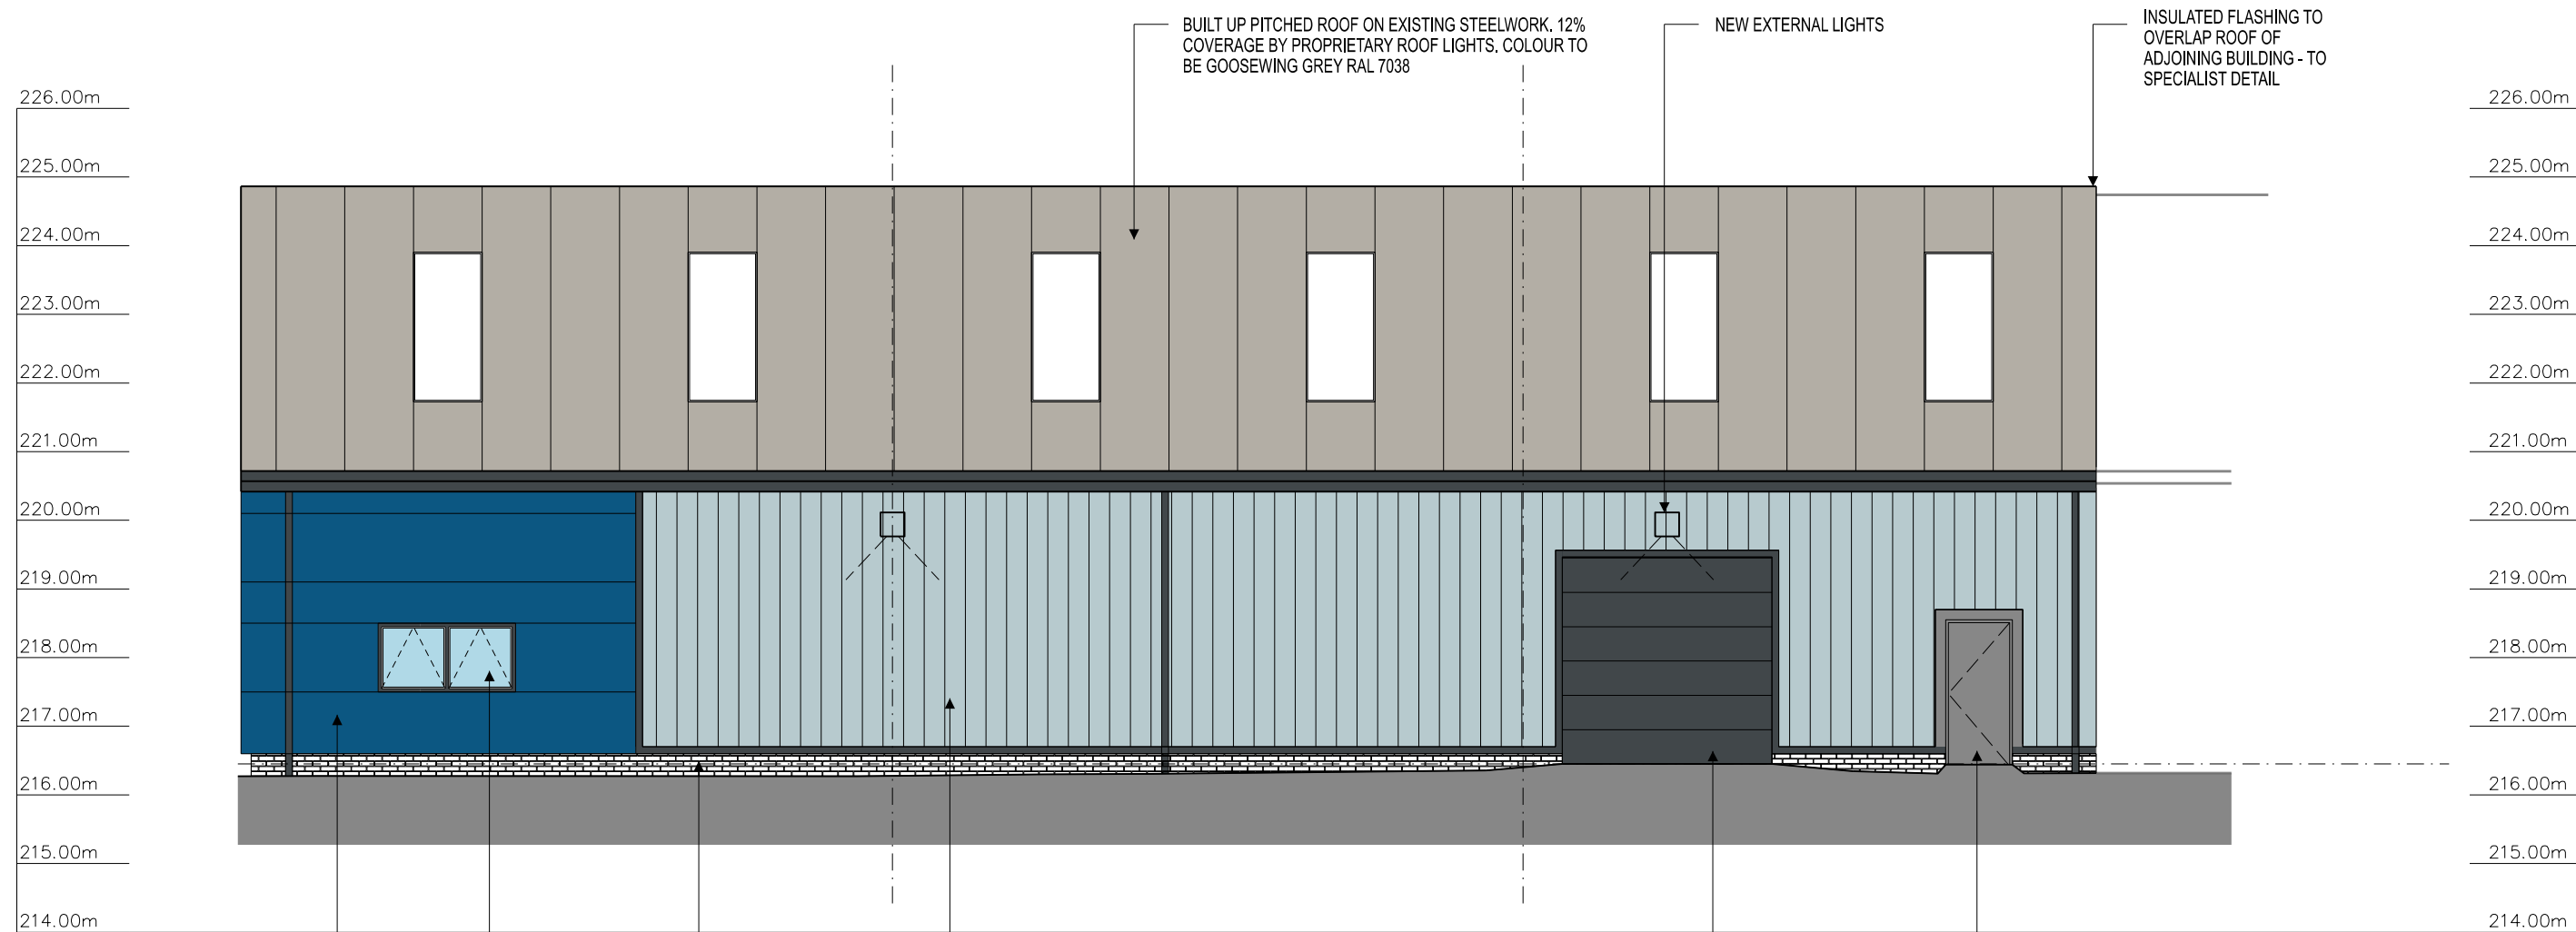 BUILT UP PITCHED ROOF ON EXISTING STEELWORK. 12%
COVERAGE BY PROPRIETARY ROOF LIGHTS. COLOUR TO
BE GOOSEWING GREY RAL 7038
NEW EXTERNAL LIGHTS
INSULATED FLASHING TO
OVERLAP ROOF OF
ADJOINING BUILDING - TO
SPECIALIST DETAIL
226.00m
225.00m
224.00m
223.00m
222.00m
221.00m
220.00m
219.00m
218.00m
217.00m
216.00m
215.00m
214.00m
226.00m
225.00m
224.00m
223.00m
222.00m
221.00m
220.00m
219.00m
218.00m
217.00m
216.00m
215.00m
214.00m